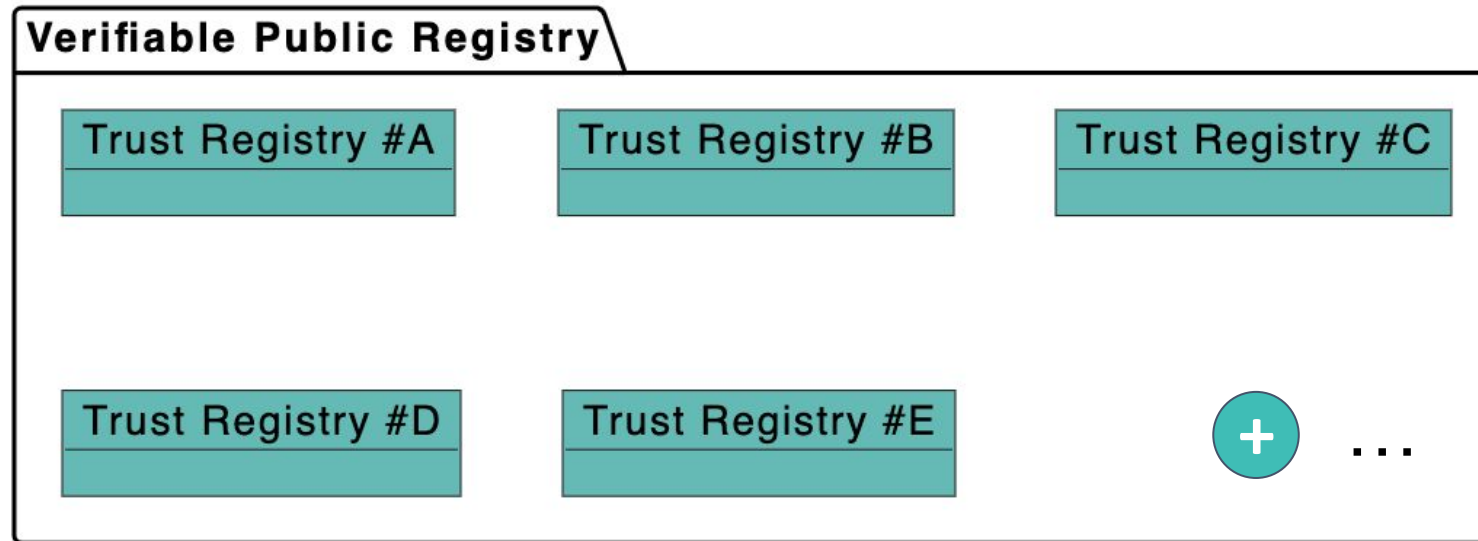 Verifiable Public Registry
Trust Registry #A
Trust Registry #B
Trust Registry #C
Trust Registry #D
Trust Registry #E
+ ...